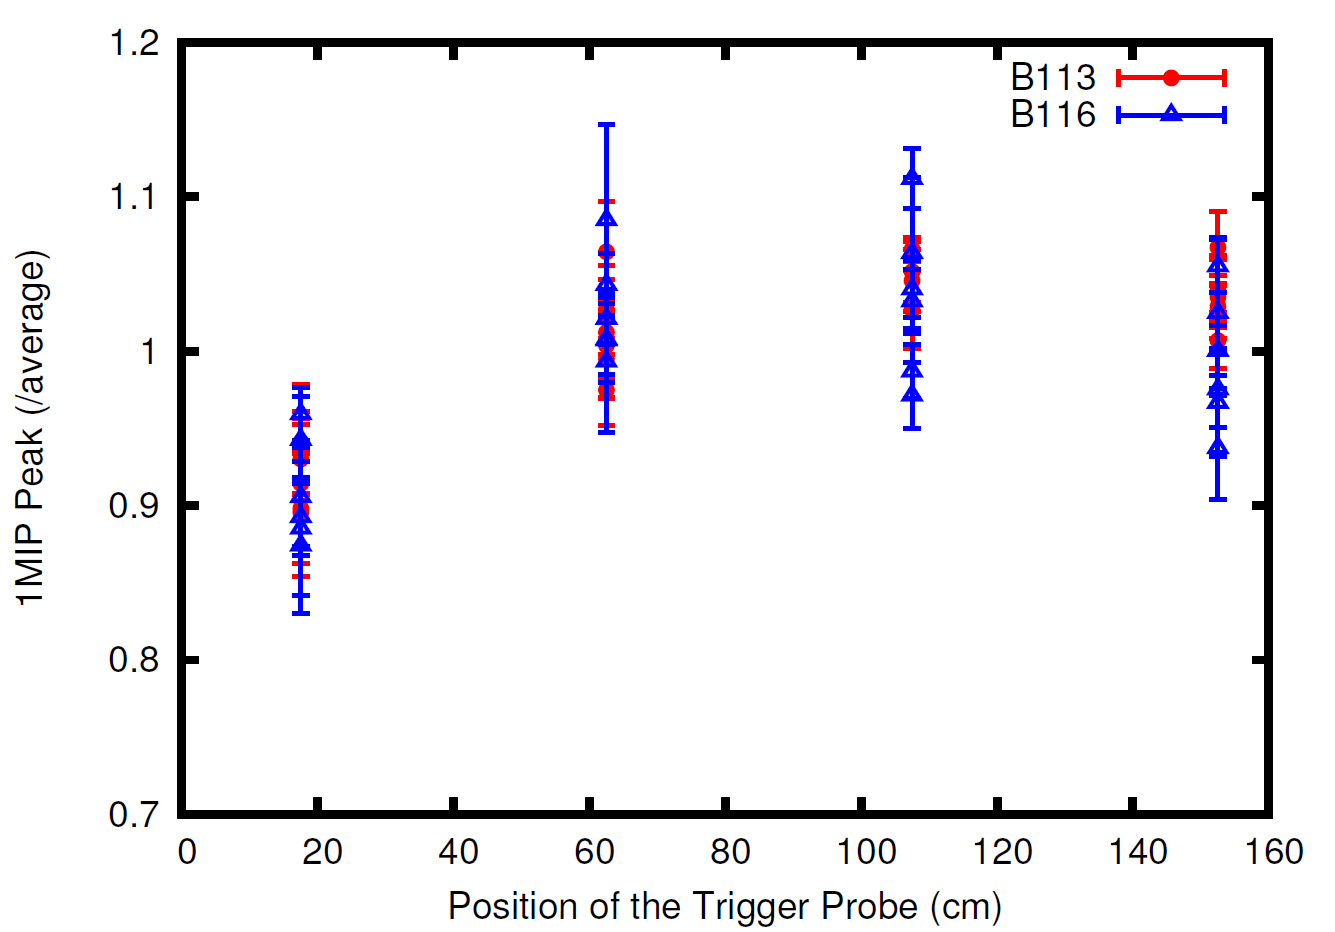 1.2
B113
B116
1.1
1
0.9
0.8
0.7
1MIP Peak (/average)
0 20 40 60 80 100 120 140 160
Position of the Trigger Probe (cm)